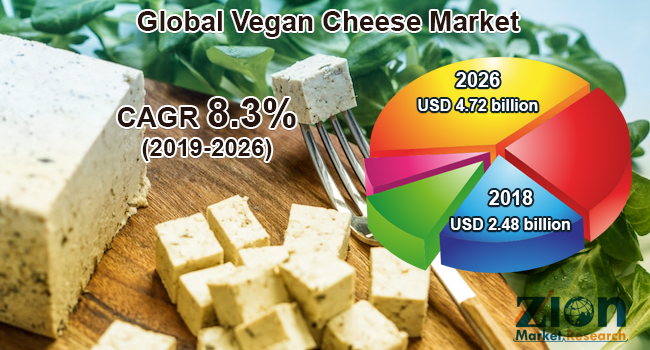 Global Vegan Cheese Market
CAGR 8.3%
(2019-2026)
2026
USD 4.72 billion
2018
USD 2.48 billion
Zion
Market.Research